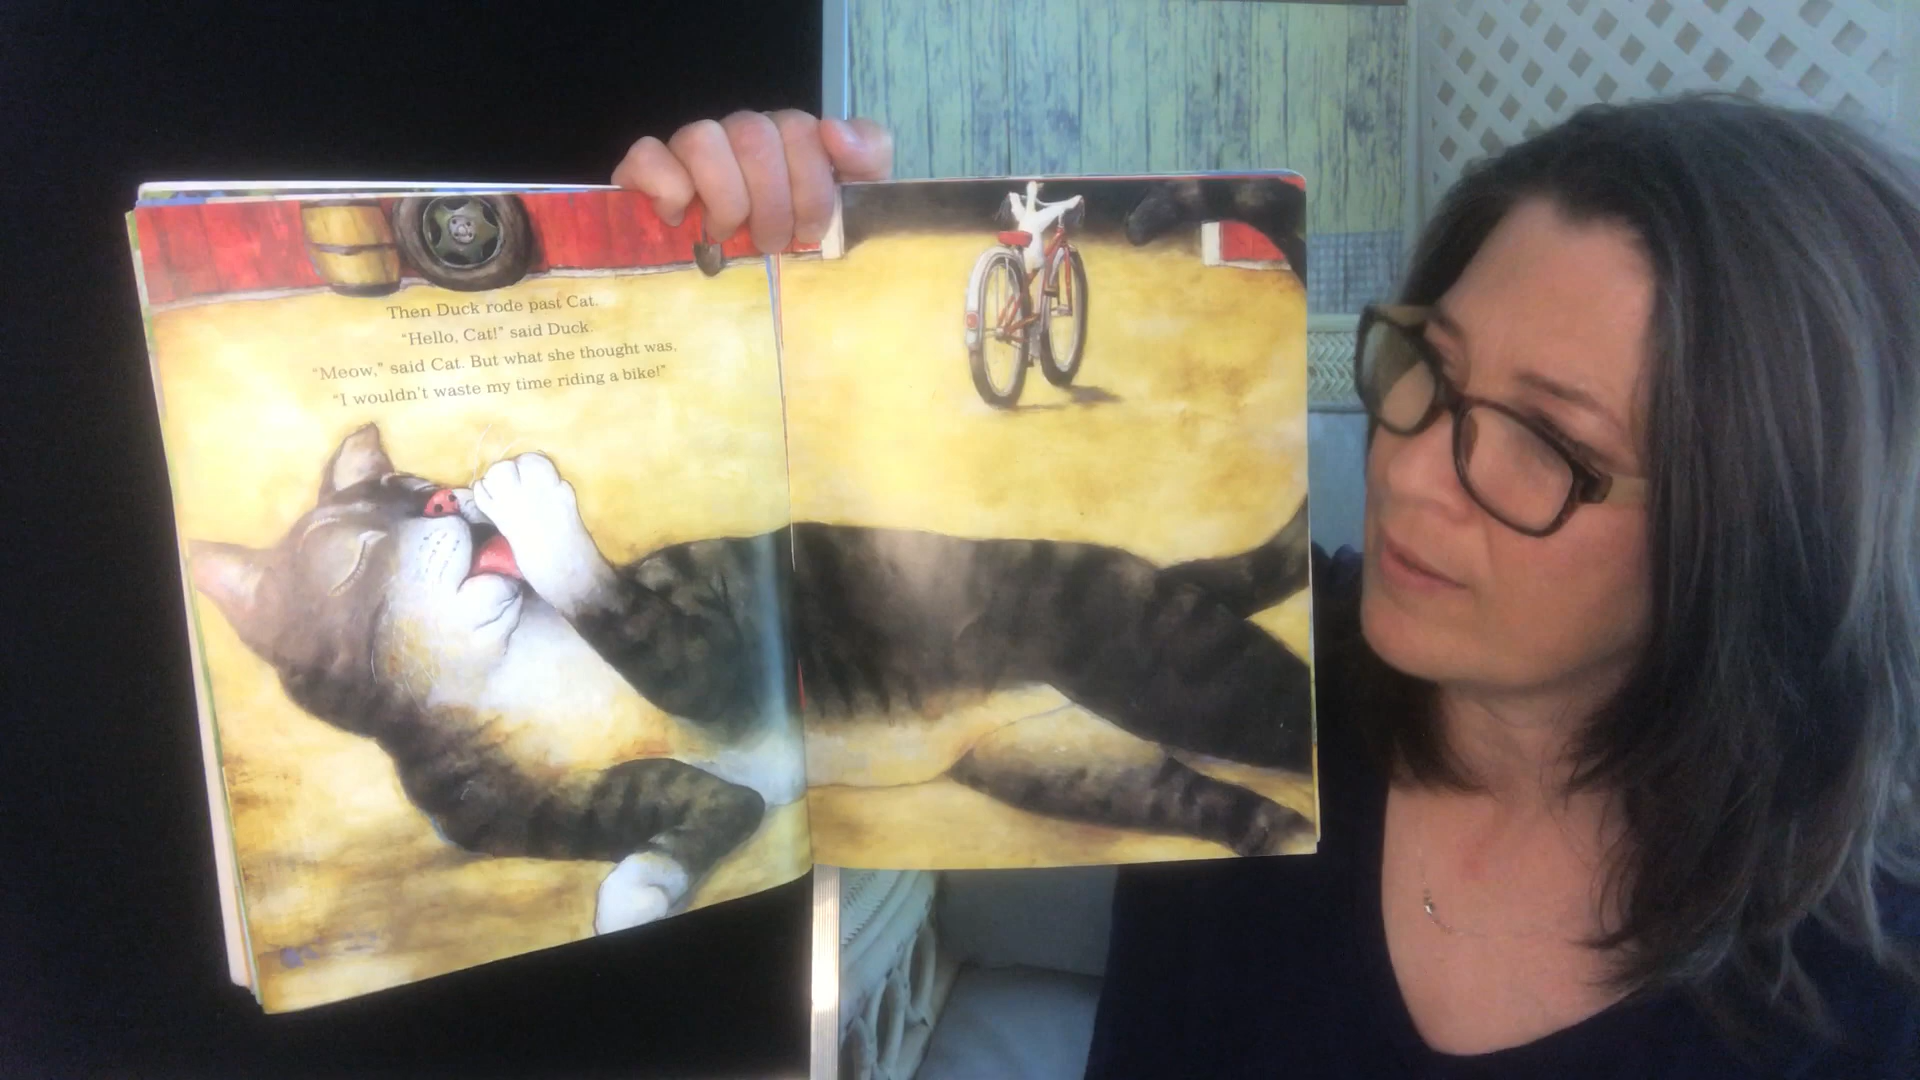 Then Duck rode past Cat.
"Hello, Cat!" said Duck.
"Meow," said Cat. But what she thought was,
"I wouldn't waste my time riding a bike!"